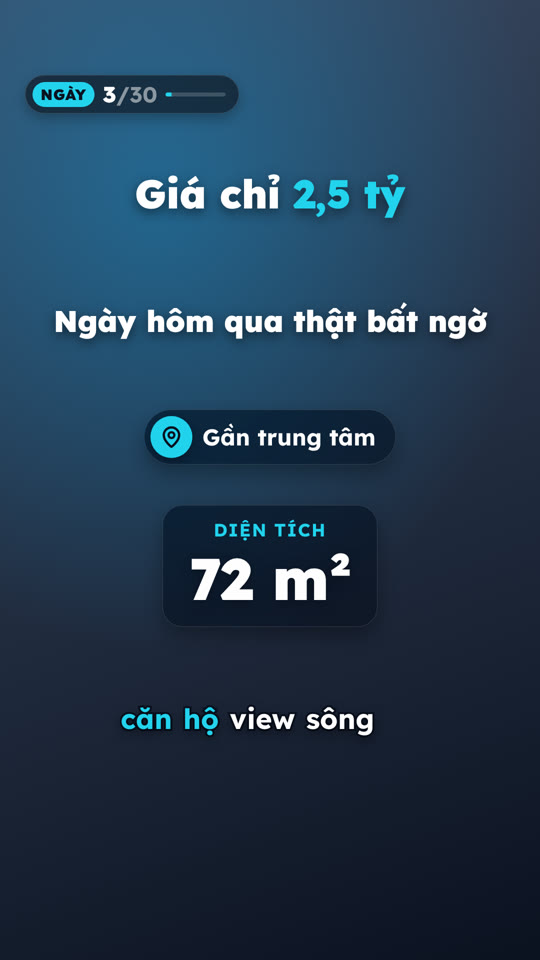 NGÀY 3/30
Giá chỉ 2,5 tỷ
Ngày hôm qua thật bất ngờ
Gần trung tâm
DIỆN TÍCH
72 m²
căn hộ view sông